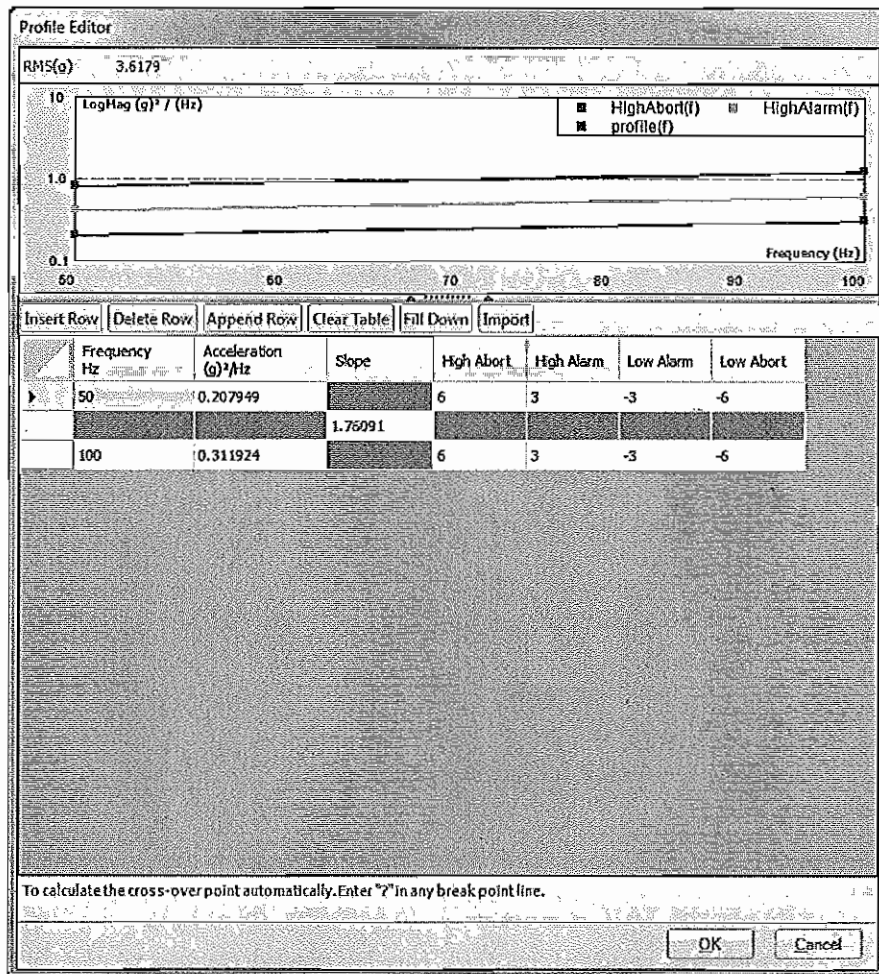 Profile Editor
RMS(g) 3.6179
10
LogMag (g)² / (Hz)
HighAbort(f) HighAlarm(f)
profile(f)
1.0
0.1
Frequency (Hz)
50 60 70 80 90 100
Insert Row Delete Row Append Row Clear Table Fill Down Import
Frequency Hz Acceleration (g)²/Hz Slope High Abort High Alarm Low Alarm Low Abort
50 0.207949 6 3 -3 -6
1.76091
100 0.311924 6 3 -3 -6
To calculate the cross-over point automatically.Enter "?" in any break point line.
OK Cancel